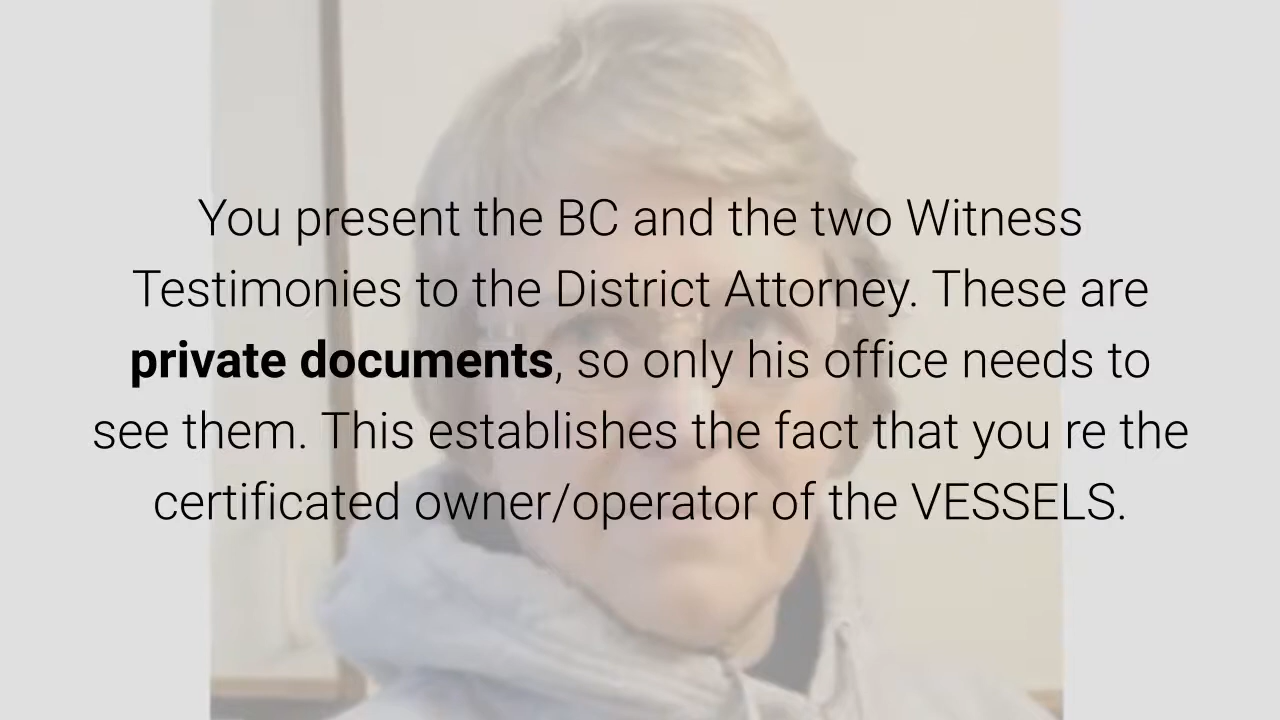 You present the BC and the two Witness
Testimonies to the District Attorney. These are
private documents, so only his office needs to
see them. This establishes the fact that you re the
certificated owner/operator of the VESSELS.